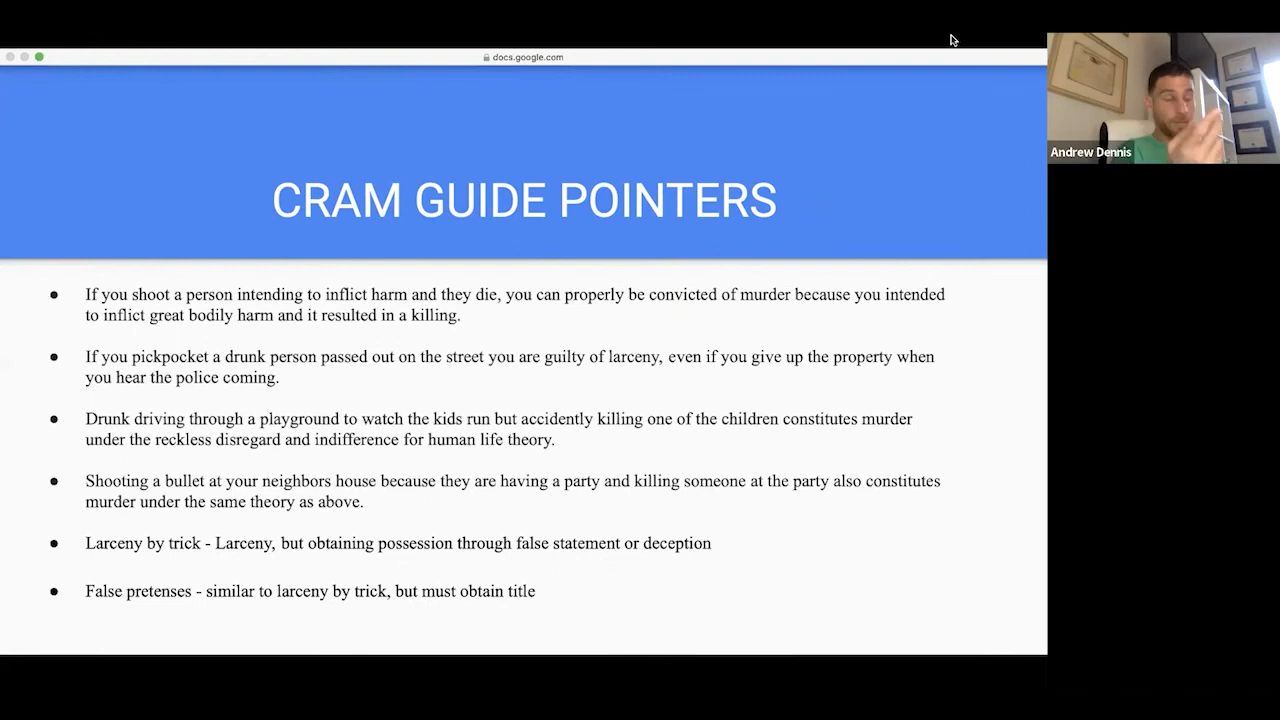 docs.google.com
Andrew Dennis
CRAM GUIDE POINTERS
● If you shoot a person intending to inflict harm and they die, you can properly be convicted of murder because you intended
to inflict great bodily harm and it resulted in a killing.
● If you pickpocket a drunk person passed out on the street you are guilty of larceny, even if you give up the property when
you hear the police coming.
● Drunk driving through a playground to watch the kids run but accidently killing one of the children constitutes murder
under the reckless disregard and indifference for human life theory.
● Shooting a bullet at your neighbors house because they are having a party and killing someone at the party also constitutes
murder under the same theory as above.
● Larceny by trick - Larceny, but obtaining possession through false statement or deception
● False pretenses - similar to larceny by trick, but must obtain title